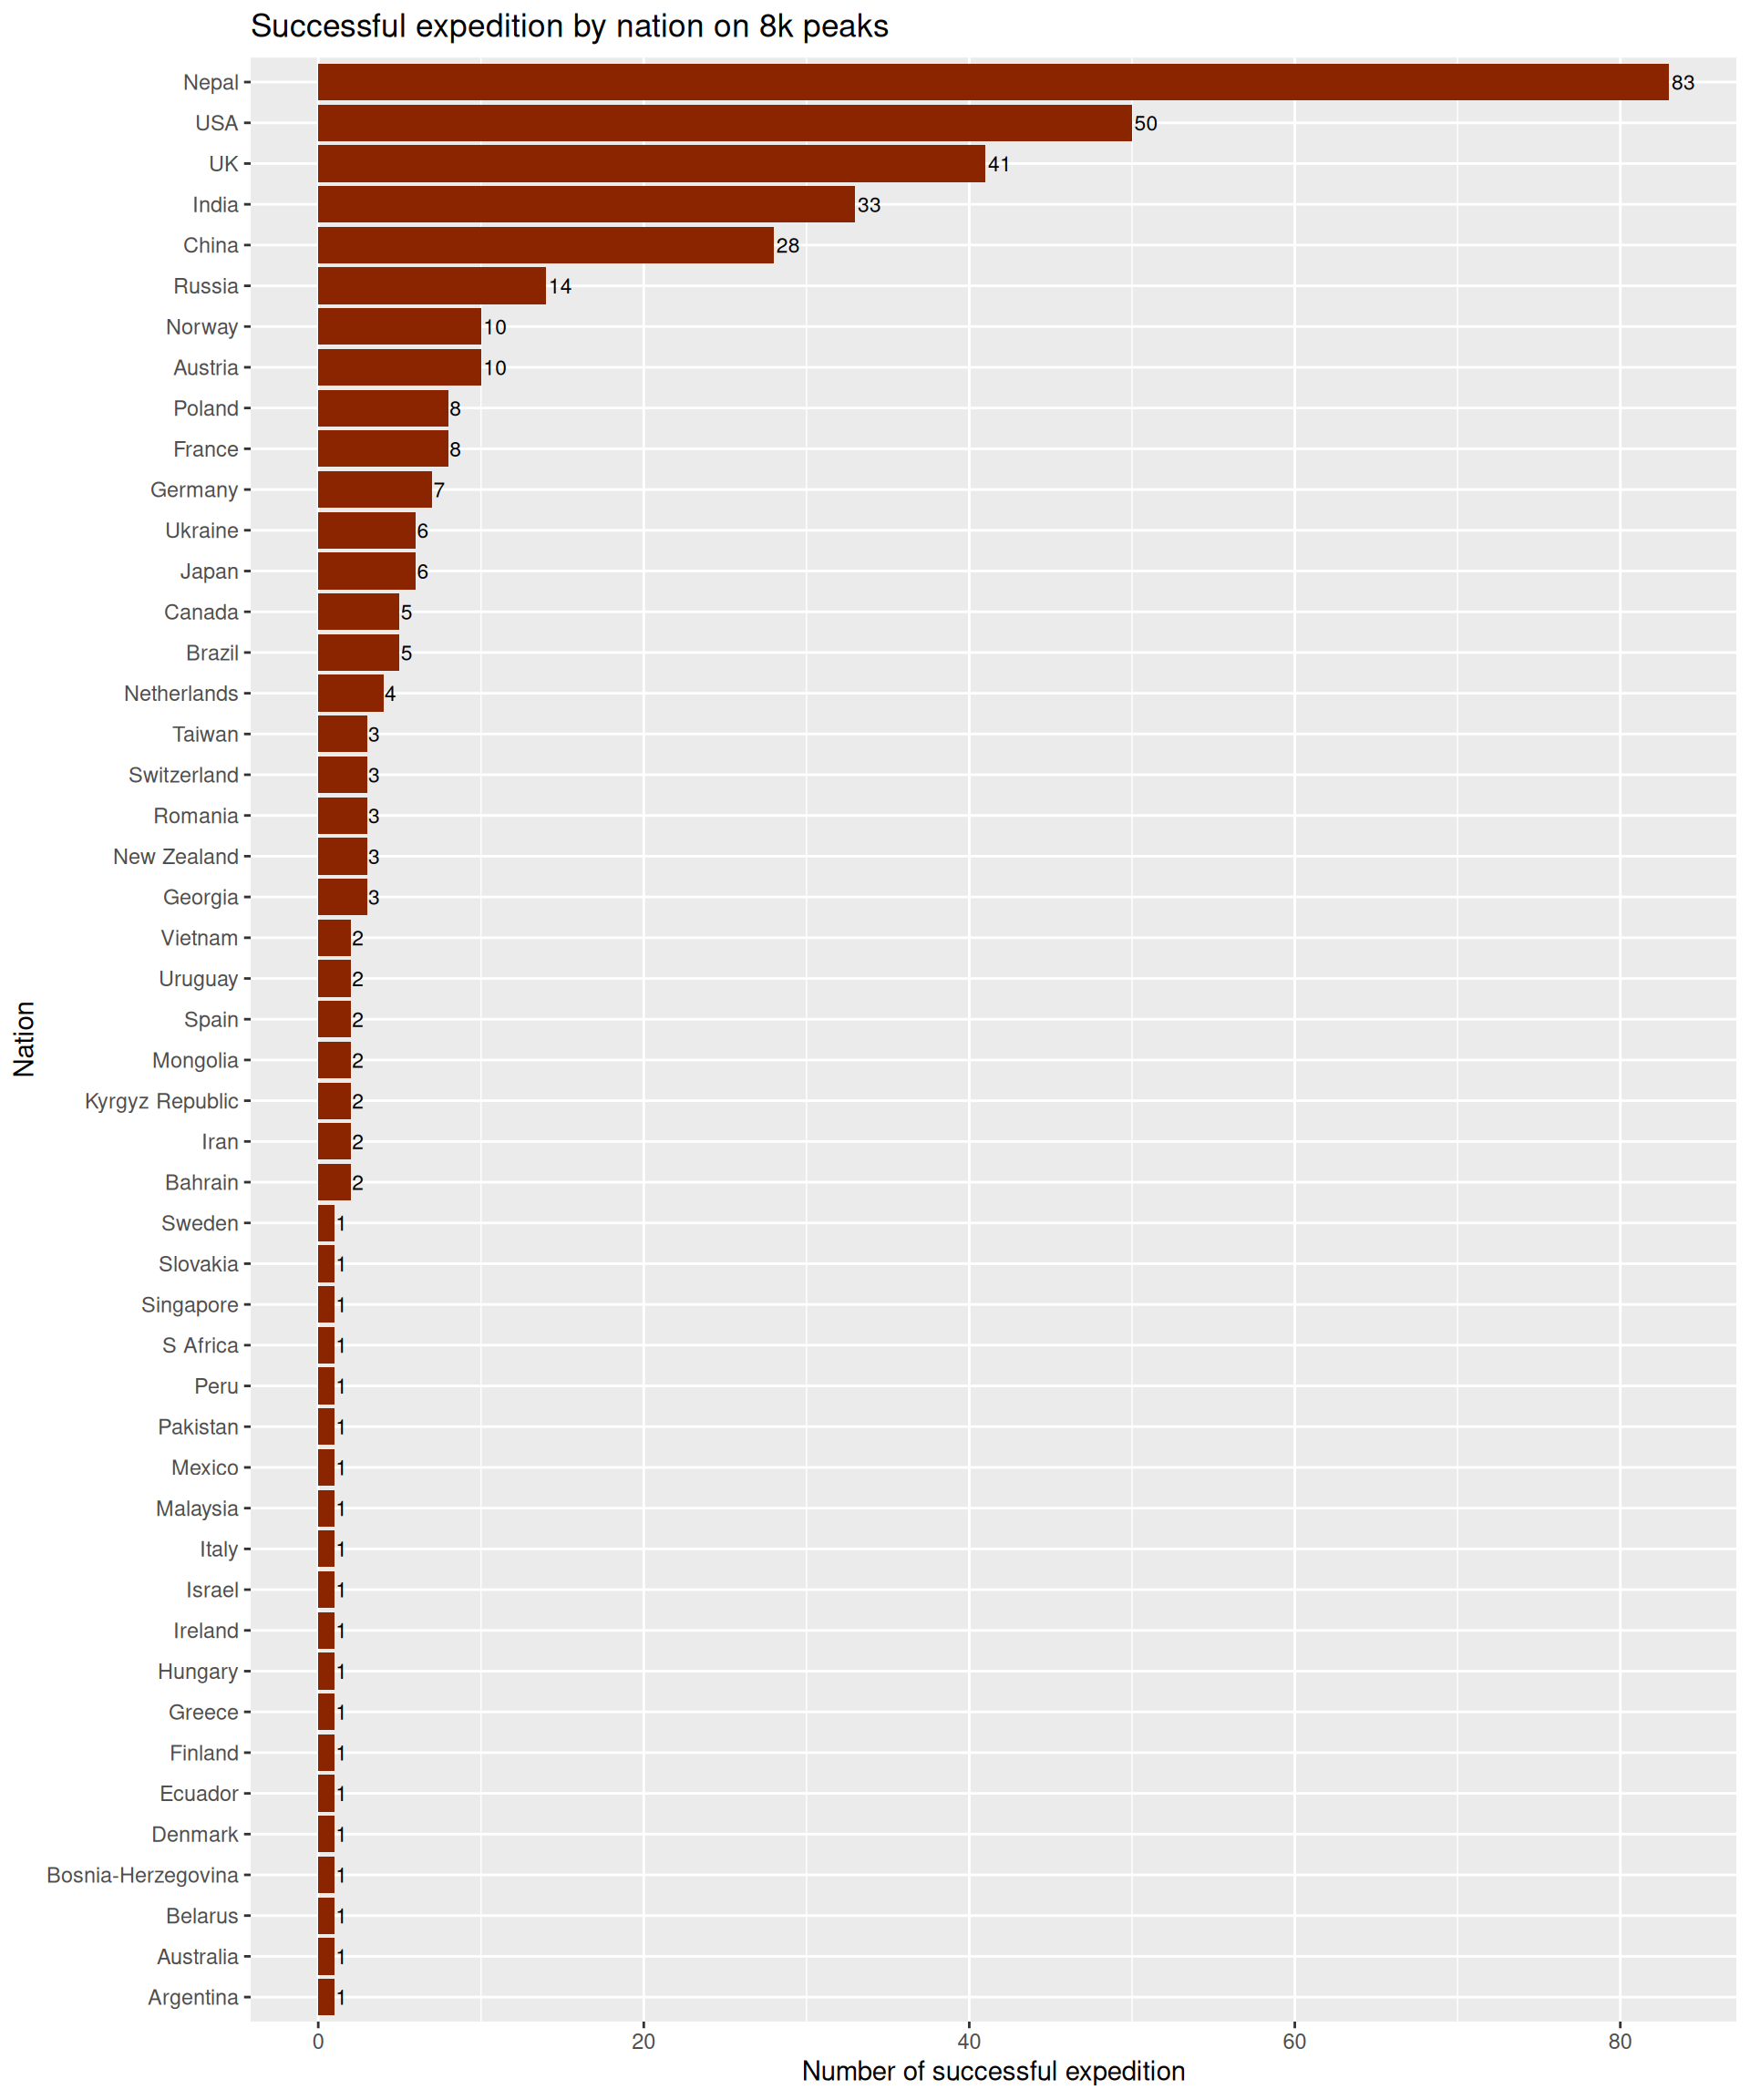 Successful expedition by nation on 8k peaks
Nepal 83
USA 50
UK 41
India 33
China 28
Russia 14
Norway 10
Austria 10
Poland 8
France 8
Germany 7
Ukraine 6
Japan 6
Canada 5
Brazil 5
Netherlands 4
Taiwan 3
Switzerland 3
Romania 3
New Zealand 3
Georgia 3
Vietnam 2
Uruguay 2
Spain 2
Mongolia 2
Kyrgyz Republic 2
Iran 2
Bahrain 2
Sweden 1
Slovakia 1
Singapore 1
S Africa 1
Peru 1
Pakistan 1
Mexico 1
Malaysia 1
Italy 1
Israel 1
Ireland 1
Hungary 1
Greece 1
Finland 1
Ecuador 1
Denmark 1
Bosnia-Herzegovina 1
Belarus 1
Australia 1
Argentina 1
Nation
0 20 40 60 80
Number of successful expedition